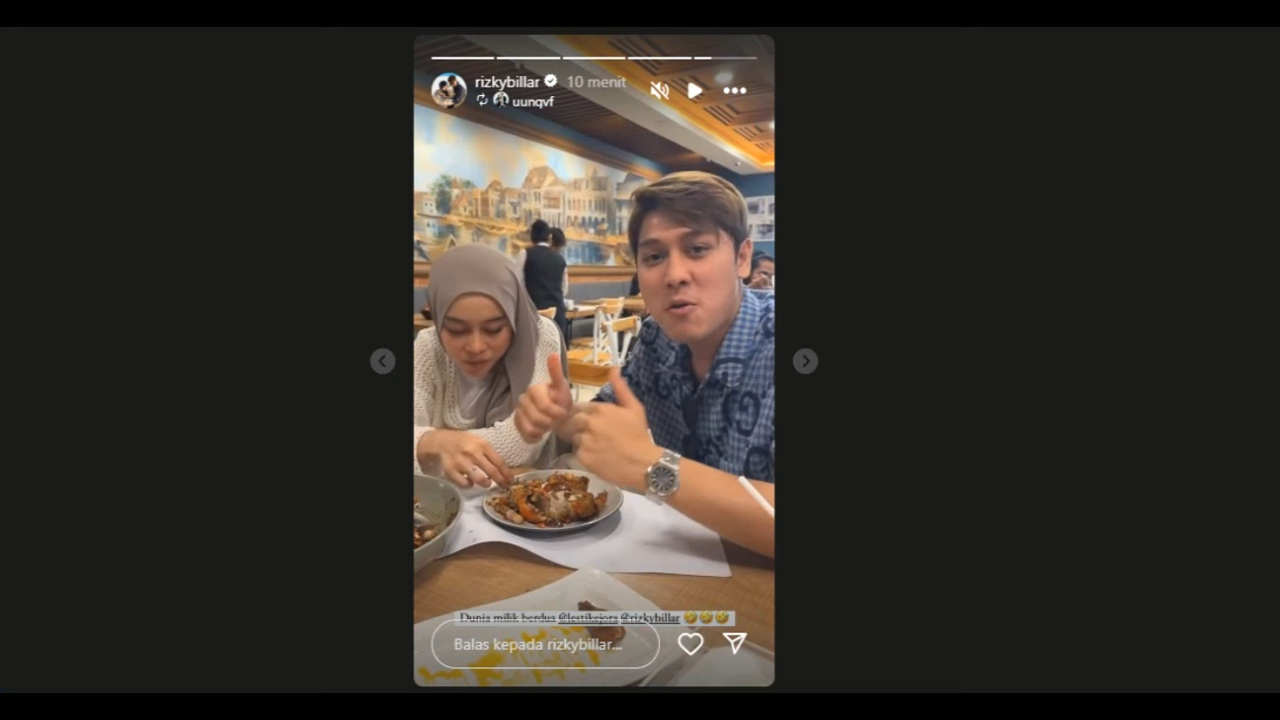 rizkybillar 10 menit
uunqvf
Dunia milik berdua @lestikejora @rizkybillar 🤣🤣🤣
Balas kepada rizkybillar...